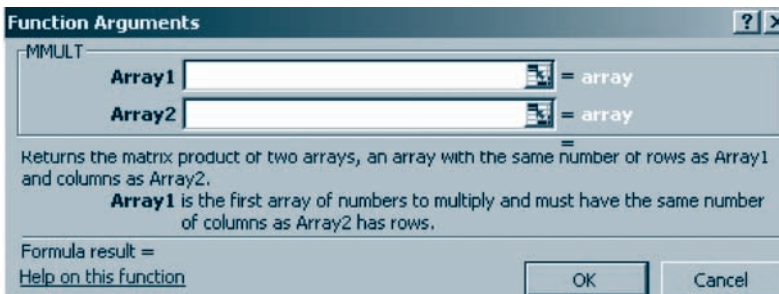 Function Arguments
MMULT
Array1 = array
Array2 = array
=
Returns the matrix product of two arrays, an array with the same number of rows as Array1
and columns as Array2.
Array1 is the first array of numbers to multiply and must have the same number
of columns as Array2 has rows.
Formula result =
Help on this function
OK Cancel